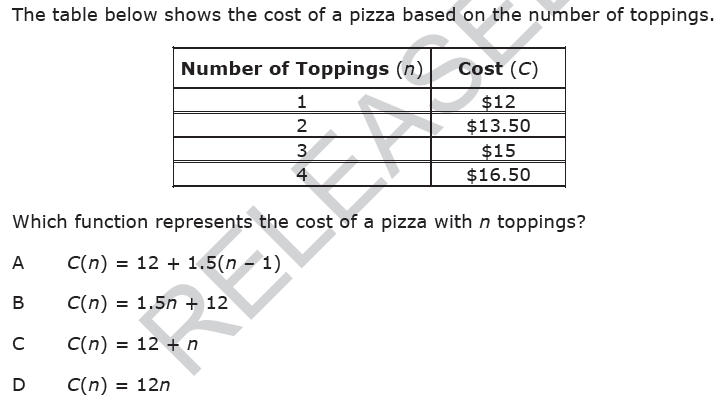 The table below shows the cost of a pizza based on the number of toppings.
Number of Toppings (n) Cost (C)
1 $12
2 $13.50
3 $15
4 $16.50
Which function represents the cost of a pizza with n toppings?
A C(n) = 12 + 1.5(n – 1)
B C(n) = 1.5n + 12
C C(n) = 12 + n
D C(n) = 12n
RELEASE